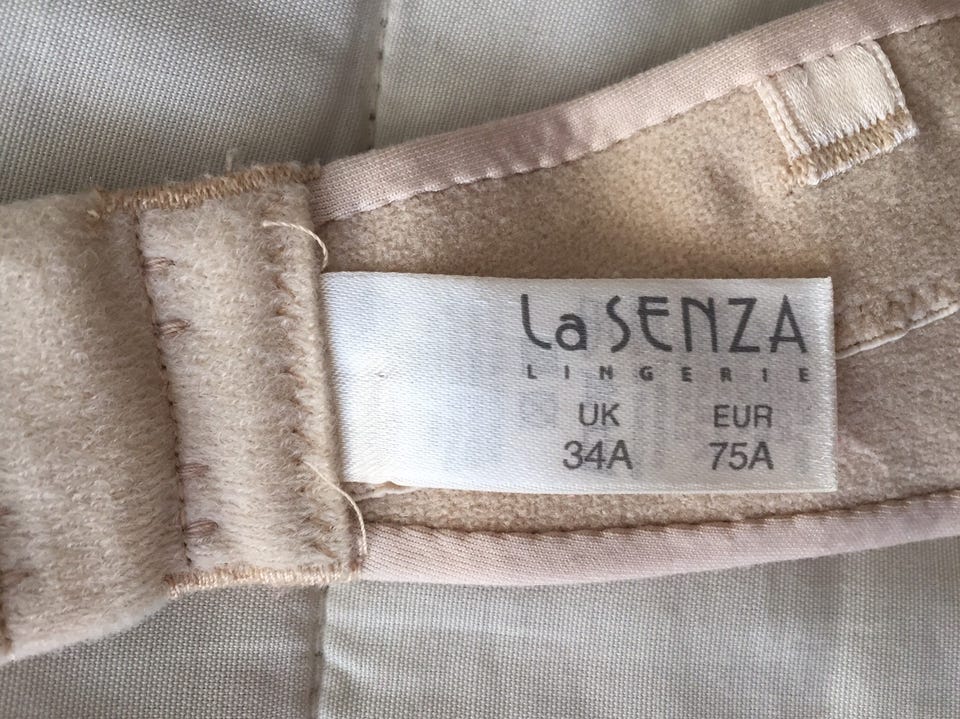 La SENZA
LINGERIE
UK EUR
34A 75A